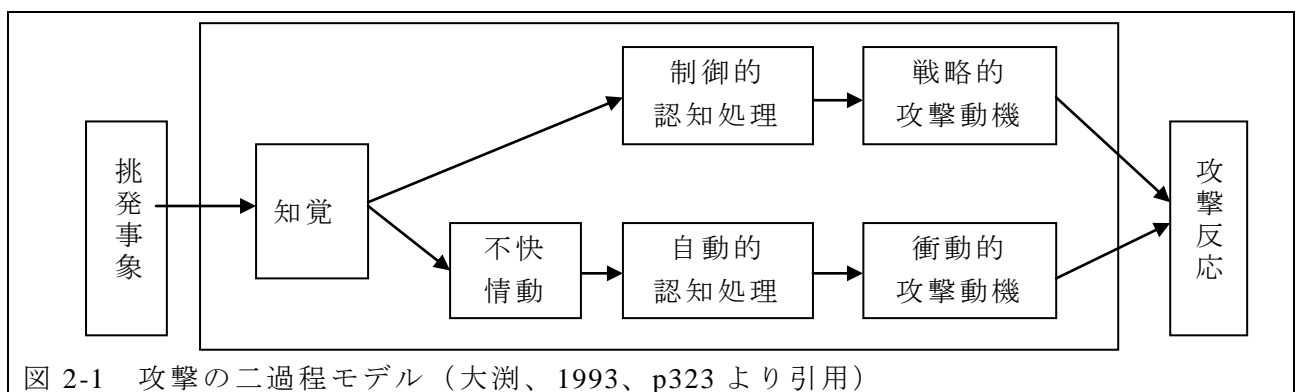 挑発事象
知覚
制御的
認知処理
戦略的
攻撃動機
不快
情動
自動的
認知処理
衝動的
攻撃動機
攻撃反応
図 2-1　攻撃の二過程モデル（大渕、1993、p323 より引用）